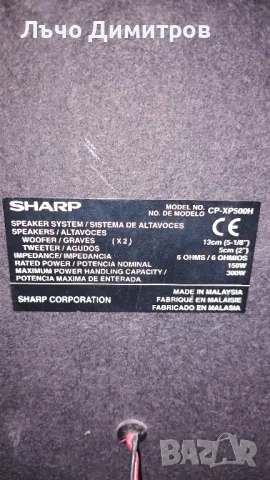 Лъчо Димитров
SHARP
MODEL NO. CP-XP500H
NO. DE MODELO
CE
SPEAKER SYSTEM / SISTEMA DE ALTAVOCES
SPEAKERS / ALTAVOCES
WOOFER / GRAVES (X2) 13cm (5-1/8")
TWEETER / AGUDOS 5cm (2")
IMPEDANCE/ IMPEDANCIA 6 OHMS / 6 OHMIOS
RATED POWER / POTENCIA NOMINAL 150W
MAXIMUM POWER HANDLING CAPACITY/ 300W
POTENCIA MAXIMA DE ENTERADA
MADE IN MALAYSIA
SHARP CORPORATION FABRIQUÉ EN MALAISIE
FABRICADO EN MALASIA
bazar